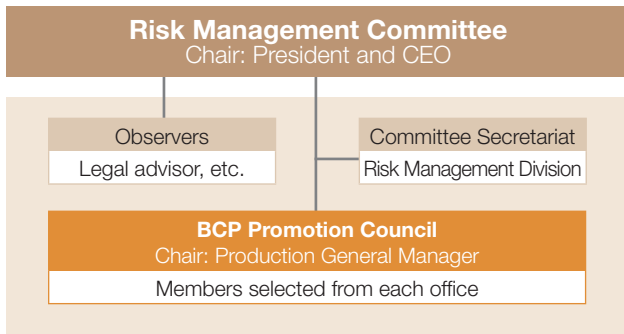 Risk Management Committee
Chair: President and CEO
Observers
Legal advisor, etc.
Committee Secretariat
Risk Management Division
BCP Promotion Council
Chair: Production General Manager
Members selected from each office